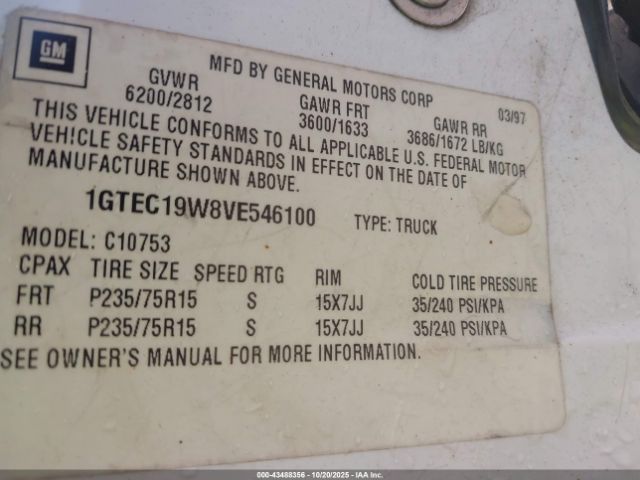 GM
MFD BY GENERAL MOTORS CORP 03/97
GVWR GAWR FRT GAWR RR
6200/2812 3600/1633 3686/1672 LB/KG
THIS VEHICLE CONFORMS TO ALL APPLICABLE U.S. FEDERAL MOTOR
VEHICLE SAFETY STANDARDS IN EFFECT ON THE DATE OF
MANUFACTURE SHOWN ABOVE.
1GTEC19W8VE546100 TYPE: TRUCK
MODEL: C10753
CPAX TIRE SIZE SPEED RTG RIM COLD TIRE PRESSURE
FRT P235/75R15 S 15X7JJ 35/240 PSI/KPA
RR P235/75R15 S 15X7JJ 35/240 PSI/KPA
SEE OWNER'S MANUAL FOR MORE INFORMATION.
000-43488356 | 10/20/2025 | IAA Inc.